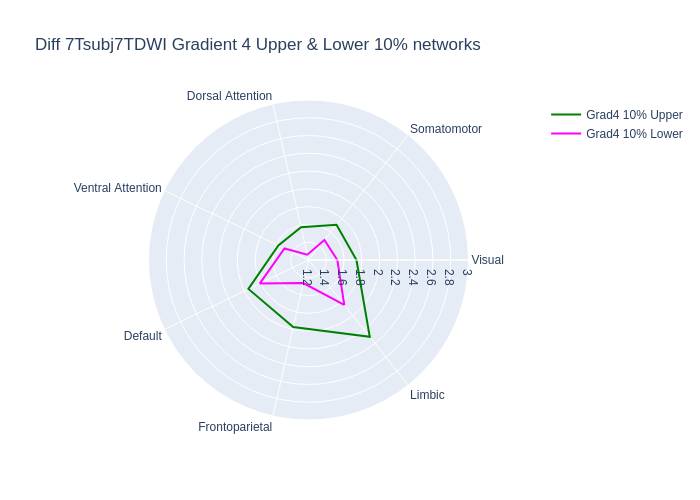 Diff 7Tsubj7TDWI Gradient 4 Upper & Lower 10% networks
Dorsal Attention
Somatomotor
Grad4 10% Upper
Grad4 10% Lower
Ventral Attention
Visual
1.2
1.4
1.6
1.8
2
2.2
2.4
2.6
2.8
3
Default
Limbic
Frontoparietal